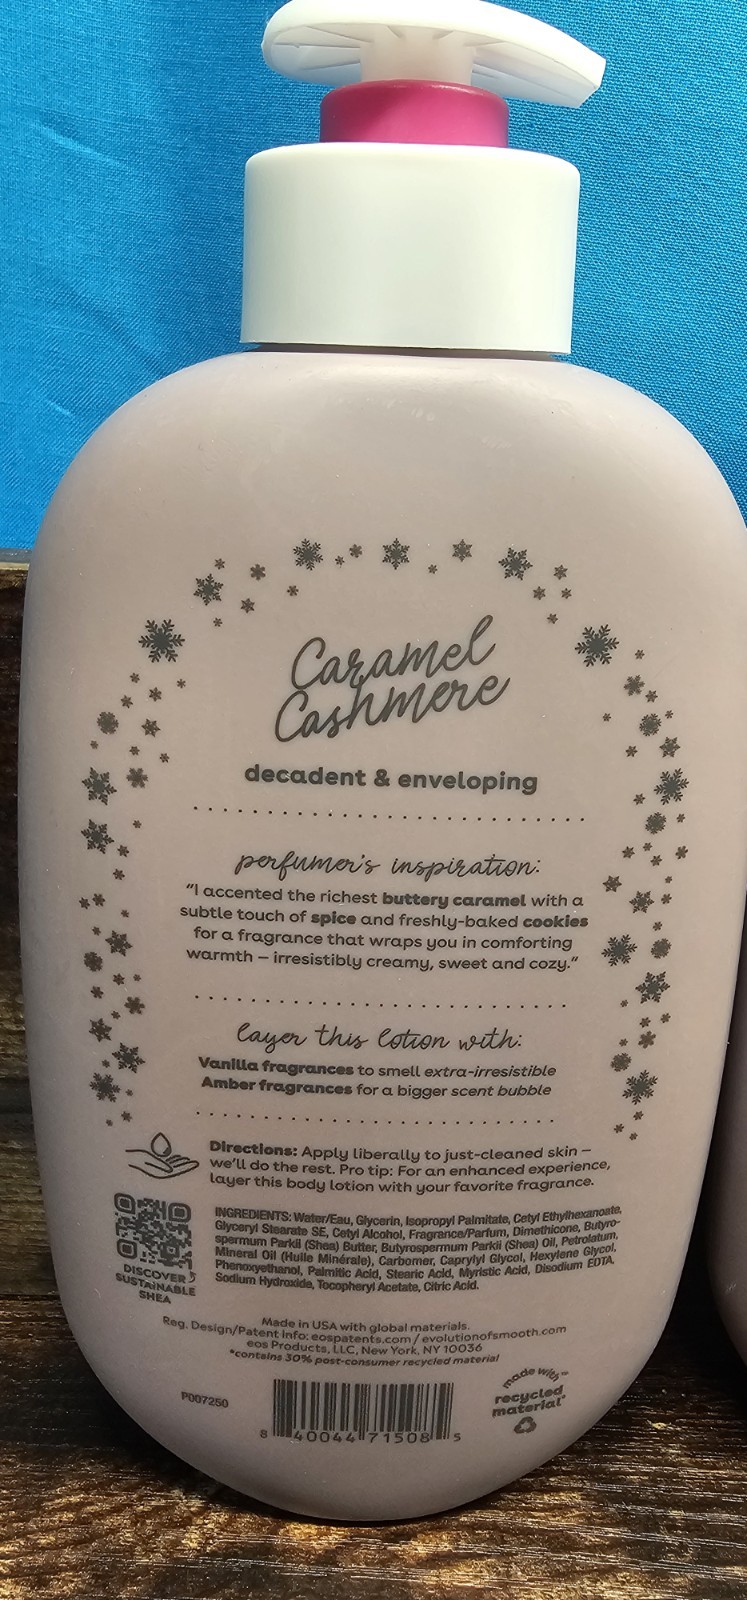 Caramel
Cashmere
decadent & enveloping
perfumer's inspiration:
"I accented the richest buttery caramel with a
subtle touch of spice and freshly-baked cookies
for a fragrance that wraps you in comforting
warmth – irresistibly creamy, sweet and cozy."
layer this lotion with:
Vanilla fragrances to smell extra-irresistible
Amber fragrances for a bigger scent bubble
Directions: Apply liberally to just-cleaned skin –
we'll do the rest. Pro tip: For an enhanced experience,
layer this body lotion with your favorite fragrance.
DISCOVER
SUSTAINABLE
SHEA
INGREDIENTS: Water/Eau, Glycerin, Isopropyl Palmitate, Cetyl Ethylhexanoate,
Glyceryl Stearate SE, Cetyl Alcohol, Fragrance/Parfum, Dimethicone, Butyro-
spermum Parkii (Shea) Butter, Butyrospermum Parkii (Shea) Oil, Petrolatum,
Mineral Oil (Huile Minérale), Carbomer, Caprylyl Glycol, Hexylene Glycol,
Phenoxyethanol, Palmitic Acid, Stearic Acid, Myristic Acid, Disodium EDTA,
Sodium Hydroxide, Tocopheryl Acetate, Citric Acid.
Made in USA with global materials.
Reg. Design/Patent Info: eospatents.com / evolutionofsmooth.com
eos Products, LLC, New York, NY 10036
*contains 30% post-consumer recycled material
P007250
8 40044 71508 5
made with
recycled
material*